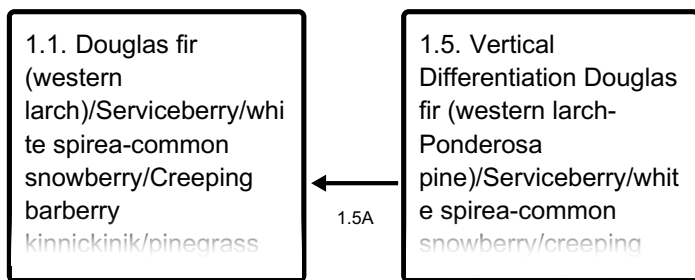 1.1. Douglas fir
(western
larch)/Serviceberry/whi
te spirea-common
snowberry/Creeping
barberry
kinnickinik/pinegrass
1.5A
1.5. Vertical
Differentiation Douglas
fir (western larch-
Ponderosa
pine)/Serviceberry/whit
e spirea-common
snowberry/creeping